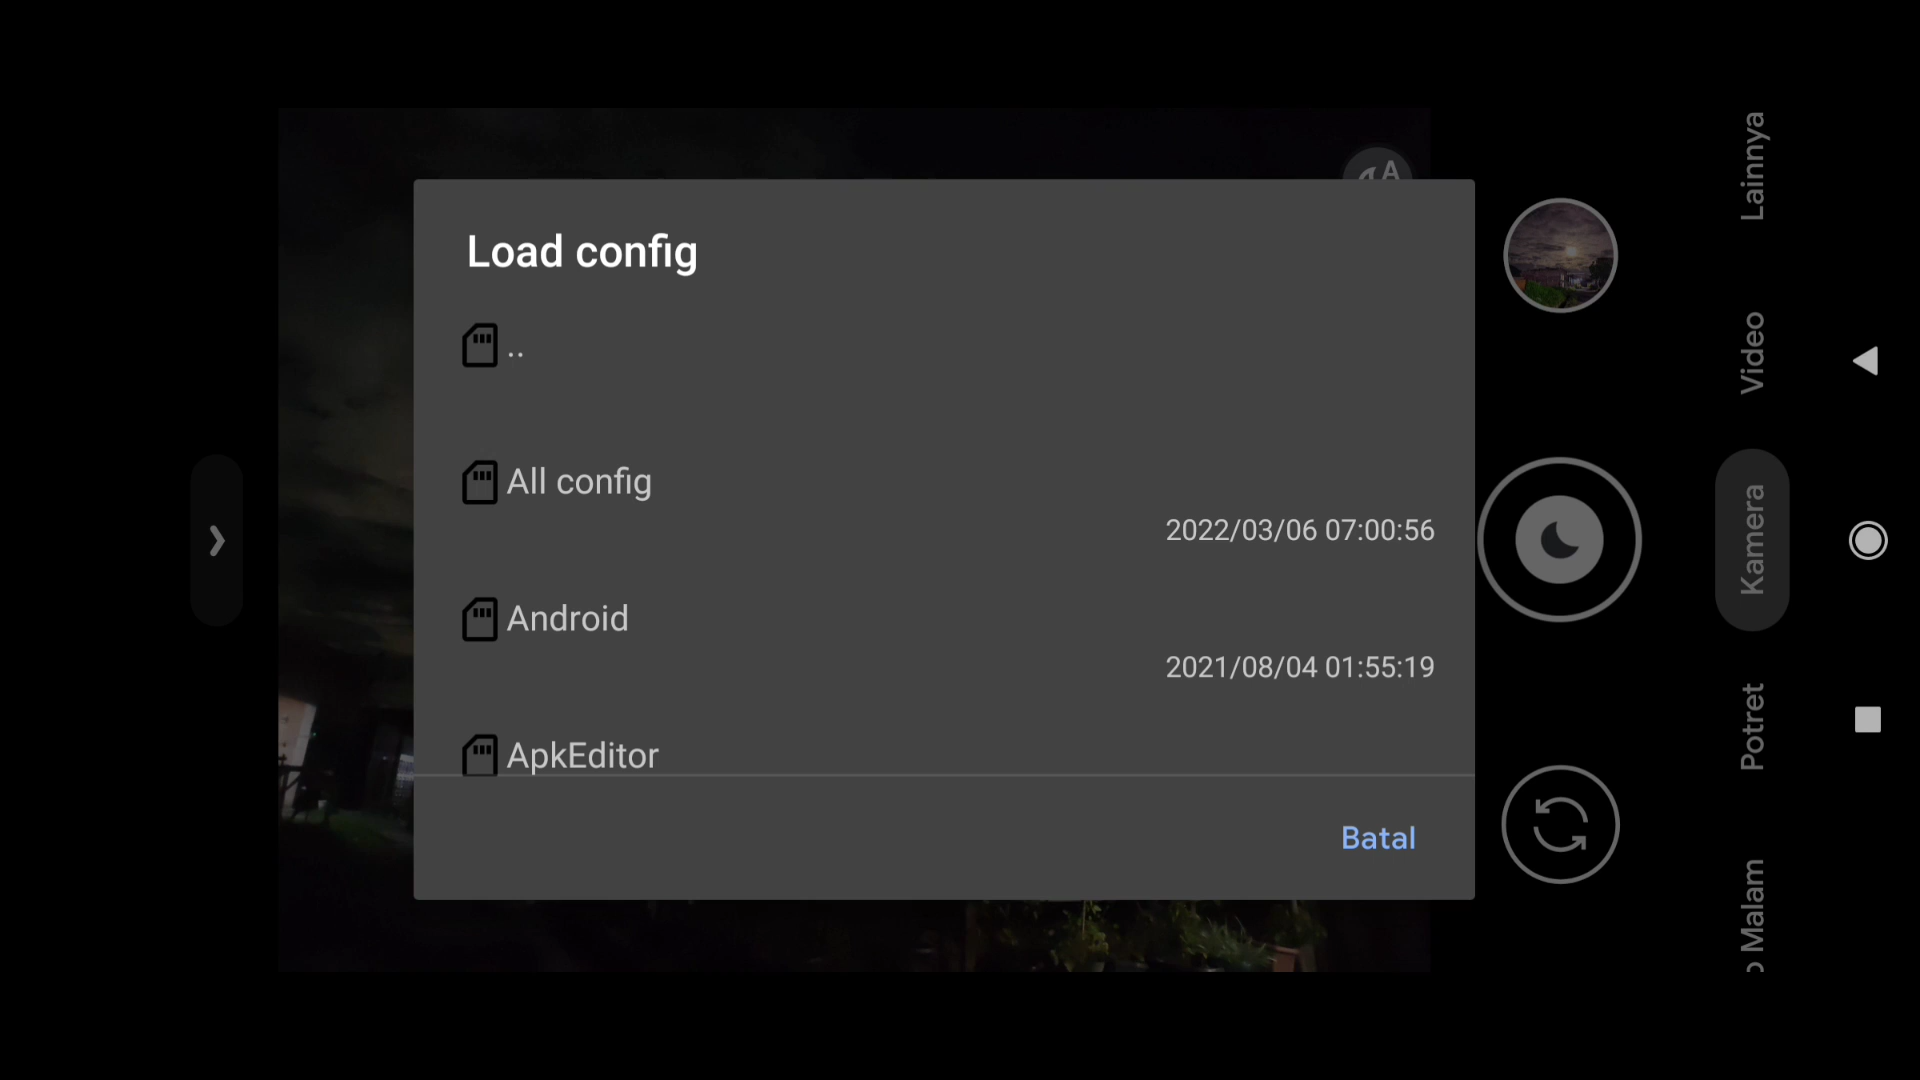 A
Load config
..
All config
2022/03/06 07:00:56
Android
2021/08/04 01:55:19
ApkEditor
Batal
Lainnya
Video
Kamera
Potret
Malam